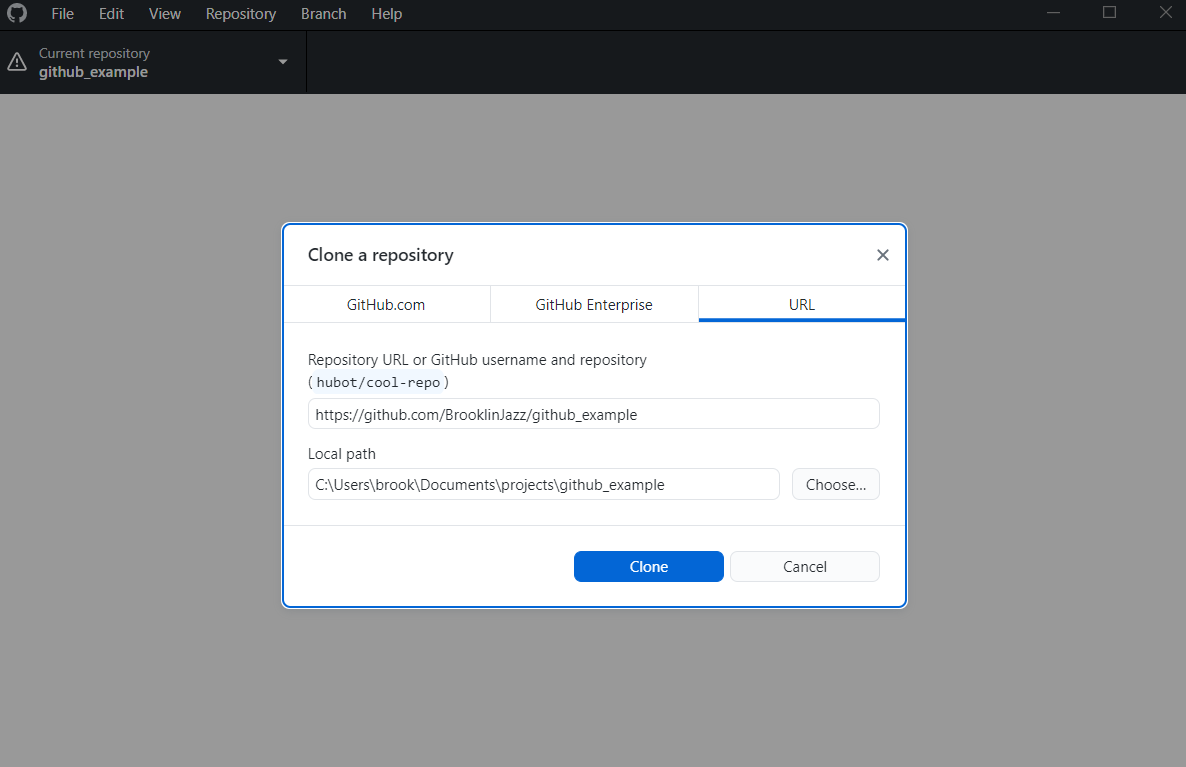 File Edit View Repository Branch Help
Current repository
github_example
Clone a repository
GitHub.com GitHub Enterprise URL
Repository URL or GitHub username and repository
(hubot/cool-repo)
https://github.com/BrooklinJazz/github_example
Local path
C:\Users\brook\Documents\projects\github_example Choose...
Clone Cancel